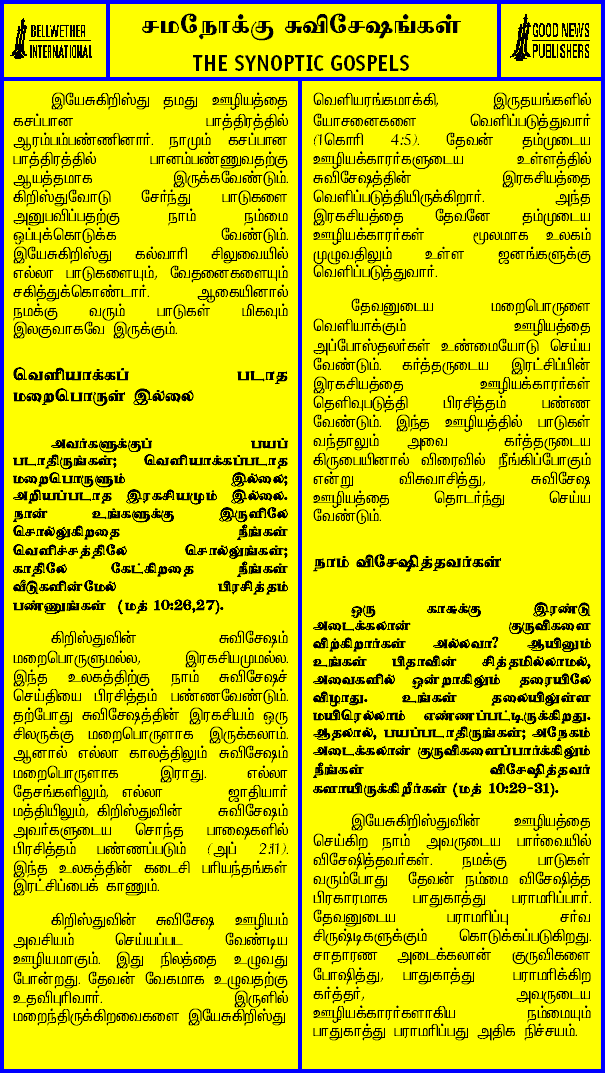 BELLWETHER
INTERNATIONAL
சமநோக்கு சுவிசேஷங்கள்
THE SYNOPTIC GOSPELS
GOOD NEWS
PUBLISHERS
இயேசுகிறிஸ்து தமது ஊழியத்தை
கசப்பான பாத்திரத்தில்
ஆரம்பம்பண்ணினார். நாமும் கசப்பான
பாத்திரத்தில் பானம்பண்ணுவதற்கு
ஆயத்தமாக இருக்கவேண்டும்.
கிறிஸ்துவோடு சேர்ந்து பாடுகளை
அனுபவிப்பதற்கு நாம் நம்மை
ஒப்புக்கொடுக்க வேண்டும்.
இயேசுகிறிஸ்து கல்வாரி சிலுவையில்
எல்லா பாடுகளையும், வேதனைகளையும்
சகித்துக்கொண்டார். ஆகையினால்
நமக்கு வரும் பாடுகள் மிகவும்
இலகுவாகவே இருக்கும்.
வெளியாக்கப் படாத
மறைபொருள் இல்லை
அவர்களுக்குப் பயப்
படாதிருங்கள்; வெளியாக்கப்படாத
மறைபொருளும் இல்லை;
அறியப்படாத இரகசியமும் இல்லை.
நான் உங்களுக்கு இருளிலே
சொல்லுகிறதை நீங்கள்
வெளிச்சத்திலே சொல்லுங்கள்;
காதிலே கேட்கிறதை நீங்கள்
வீடுகளின்மேல் பிரசித்தம்
பண்ணுங்கள் (மத் 10:26,27).
கிறிஸ்துவின் சுவிசேஷம்
மறைபொருளுமல்ல, இரகசியமுமல்ல.
இந்த உலகத்திற்கு நாம் சுவிசேஷச்
செய்தியை பிரசித்தம் பண்ணவேண்டும்.
தற்போது சுவிசேஷத்தின் இரகசியம் ஒரு
சிலருக்கு மறைபொருளாக இருக்கலாம்.
ஆனால் எல்லா காலத்திலும் சுவிசேஷம்
மறைபொருளாக இராது. எல்லா
தேசங்களிலும், எல்லா ஜாதியார்
மத்தியிலும், கிறிஸ்துவின் சுவிசேஷம்
அவர்களுடைய சொந்த பாஷைகளில்
பிரசித்தம் பண்ணப்படும் (அப் 2:11).
இந்த உலகத்தின் கடைசி பரியந்தங்கள்
இரட்சிப்பைக் காணும்.
கிறிஸ்துவின் சுவிசேஷ ஊழியம்
அவசியம் செய்யப்பட வேண்டிய
ஊழியமாகும். இது நிலத்தை உழுவது
போன்றது. தேவன் வேகமாக உழுவதற்கு
உதவிபுரிவார். இருளில்
மறைந்திருக்கிறவைகளை இயேசுகிறிஸ்து
வெளியரங்கமாக்கி, இருதயங்களில்
யோசனைகளை வெளிப்படுத்துவார்
(1கொரி 4:5). தேவன் தம்முடைய
ஊழியக்காரர்களுடைய உள்ளத்தில்
சுவிசேஷத்தின் இரகசியத்தை
வெளிப்படுத்தியிருக்கிறார். அந்த
இரகசியத்தை தேவனே தம்முடைய
ஊழியக்காரர்கள் மூலமாக உலகம்
முழுவதிலும் உள்ள ஜனங்களுக்கு
வெளிப்படுத்துவார்.
தேவனுடைய மறைபொருளை
வெளியாக்கும் ஊழியத்தை
அப்போஸ்தலர்கள் உண்மையோடு செய்ய
வேண்டும். கர்த்தருடைய இரட்சிப்பின்
இரகசியத்தை ஊழியக்காரர்கள்
தெளிவுபடுத்தி பிரசித்தம் பண்ண
வேண்டும். இந்த ஊழியத்தில் பாடுகள்
வந்தாலும் அவை கர்த்தருடைய
கிருபையினால் விரைவில் நீங்கிப்போகும்
என்று விசுவாசித்து, சுவிசேஷ
ஊழியத்தை தொடர்ந்து செய்ய
வேண்டும்.
நாம் விசேஷித்தவர்கள்
ஒரு காசுக்கு இரண்டு
அடைக்கலான் குருவிகளை
விற்கிறார்கள் அல்லவா? ஆயினும்
உங்கள் பிதாவின் சித்தமில்லாமல்,
அவைகளில் ஒன்றாகிலும் தரையிலே
விழாது. உங்கள் தலையிலுள்ள
மயிரெல்லாம் எண்ணப்பட்டிருக்கிறது.
ஆதலால், பயப்படாதிருங்கள்; அநேகம்
அடைக்கலான் குருவிகளைப்பார்க்கிலும்
நீங்கள் விசேஷித்தவர்
களாயிருக்கிறீர்கள் (மத் 10:29-31).
இயேசுகிறிஸ்துவின் ஊழியத்தை
செய்கிற நாம் அவருடைய பார்வையில்
விசேஷித்தவர்கள். நமக்கு பாடுகள்
வரும்போது தேவன் நம்மை விசேஷித்த
பிரகாரமாக பாதுகாத்து பராமரிப்பார்.
தேவனுடைய பராமரிப்பு சர்வ
சிருஷ்டிகளுக்கும் கொடுக்கப்படுகிறது.
சாதாரண அடைக்கலான் குருவிகளை
போஷித்து, பாதுகாத்து பராமரிக்கிற
கர்த்தர், அவருடைய
ஊழியக்காரர்களாகிய நம்மையும்
பாதுகாத்து பராமரிப்பது அதிக நிச்சயம்.